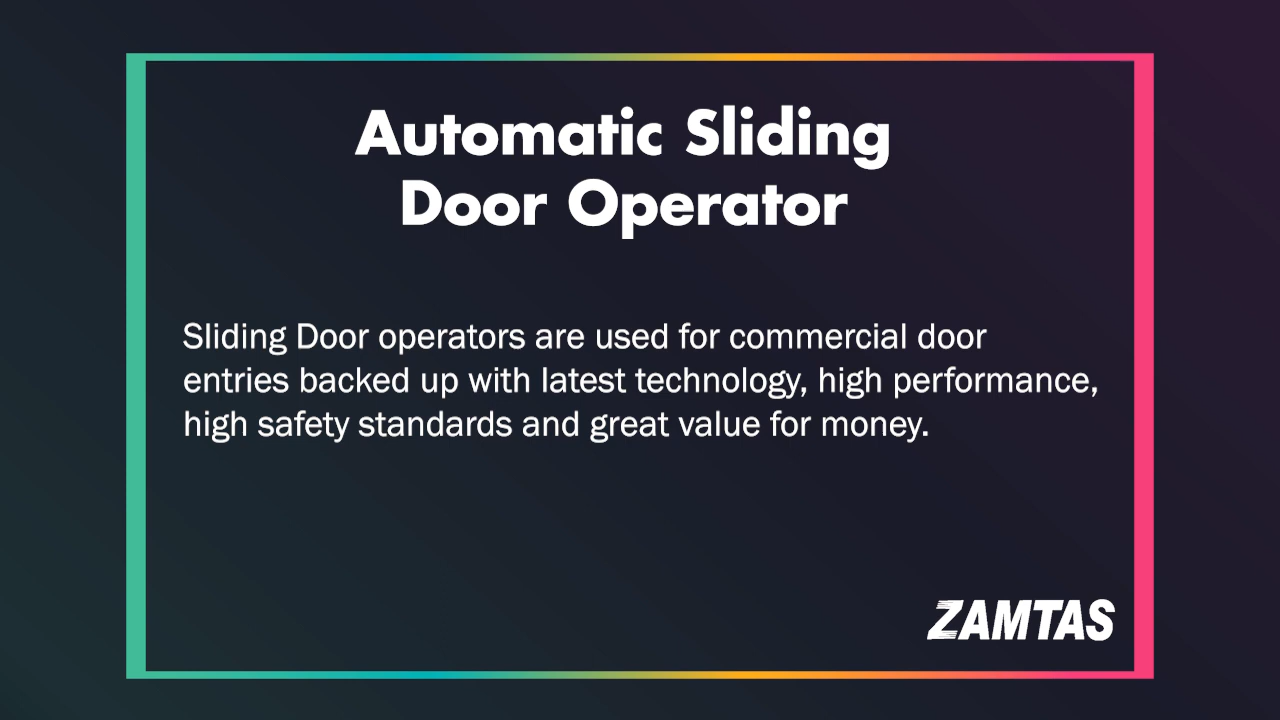 Automatic Sliding
Door Operator
Sliding Door operators are used for commercial door
entries backed up with latest technology, high performance,
high safety standards and great value for money.
ZAMTAS